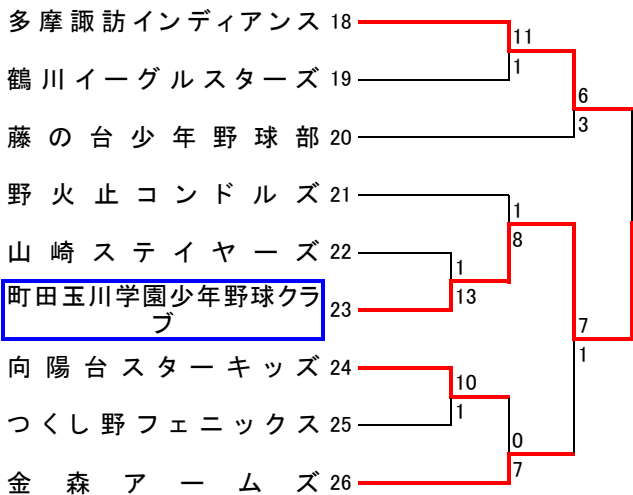 多摩諏訪インディアンス 18
11
1
鶴川イーグルスターズ 19
6
3
藤の台少年野球部 20
野火止コンドルズ 21
1
8
山崎ステイヤーズ 22
1
13
町田玉川学園少年野球クラ
ブ
23
7
1
向陽台スターキッズ 24
10
1
つくし野フェニックス 25
0
7
金森アームズ 26